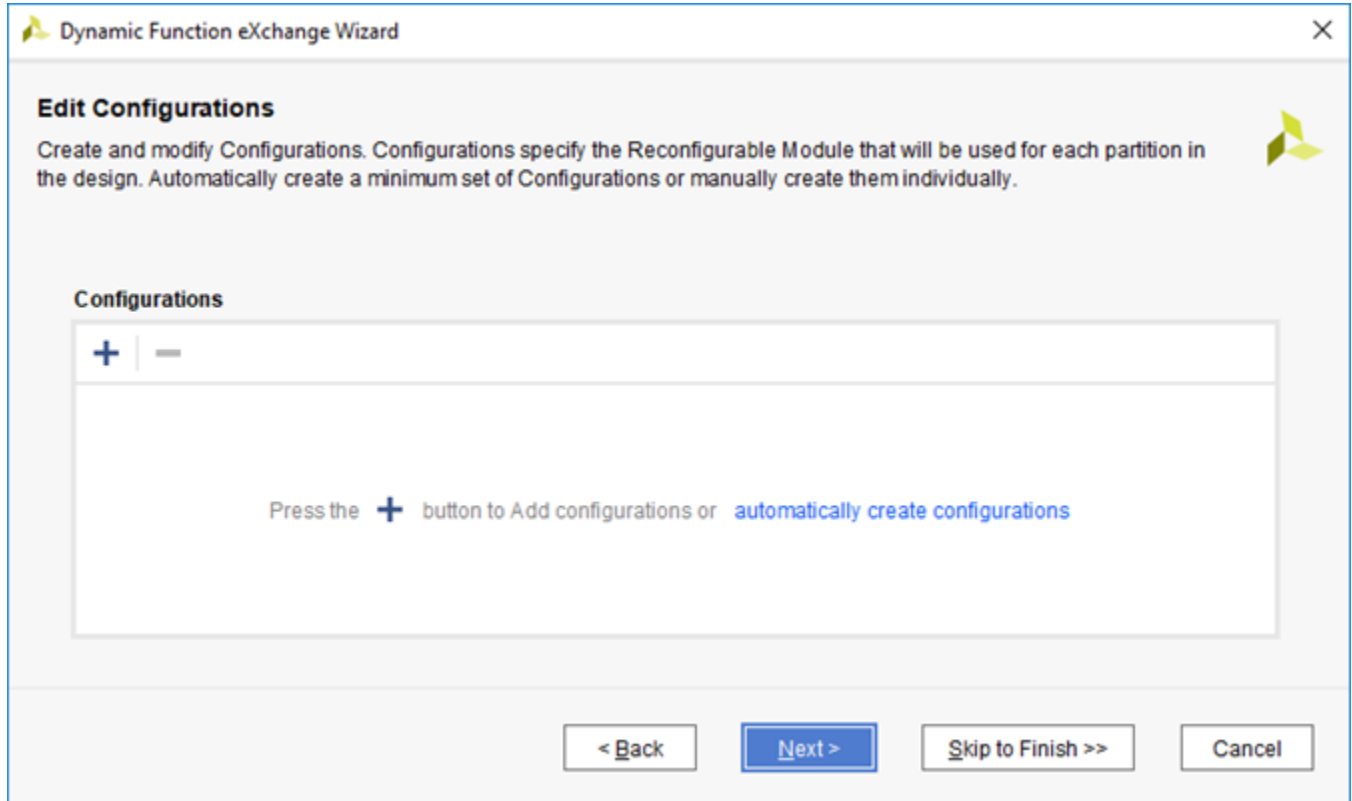 Dynamic Function eXchange Wizard
Edit Configurations
Create and modify Configurations. Configurations specify the Reconfigurable Module that will be used for each partition in
the design. Automatically create a minimum set of Configurations or manually create them individually.
Configurations
Press the + button to Add configurations or automatically create configurations
< Back Next > Skip to Finish >> Cancel